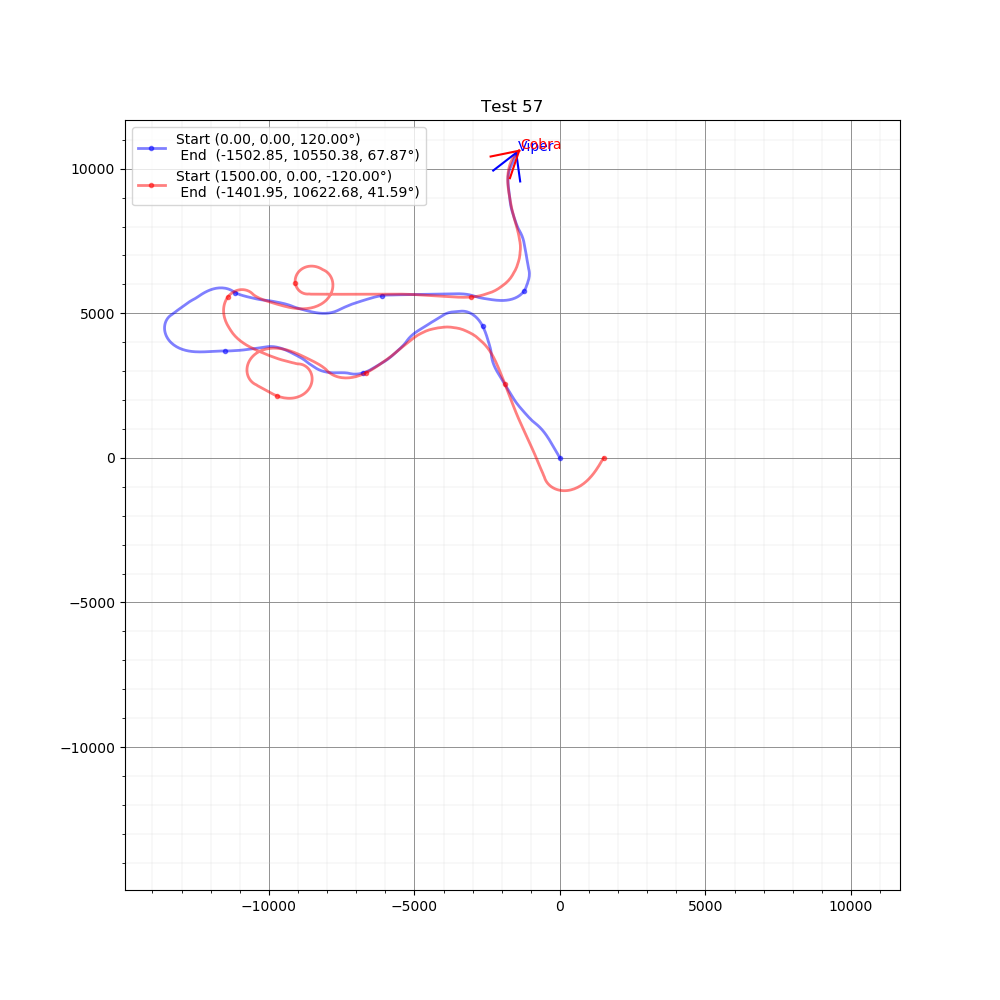 Test 57
Start (0.00, 0.00, 120.00°)
End (-1502.85, 10550.38, 67.87°)
Start (1500.00, 0.00, -120.00°)
End (-1401.95, 10622.68, 41.59°)
Cobra
Viper
10000
5000
0
−5000
−10000
−10000
−5000
0
5000
10000